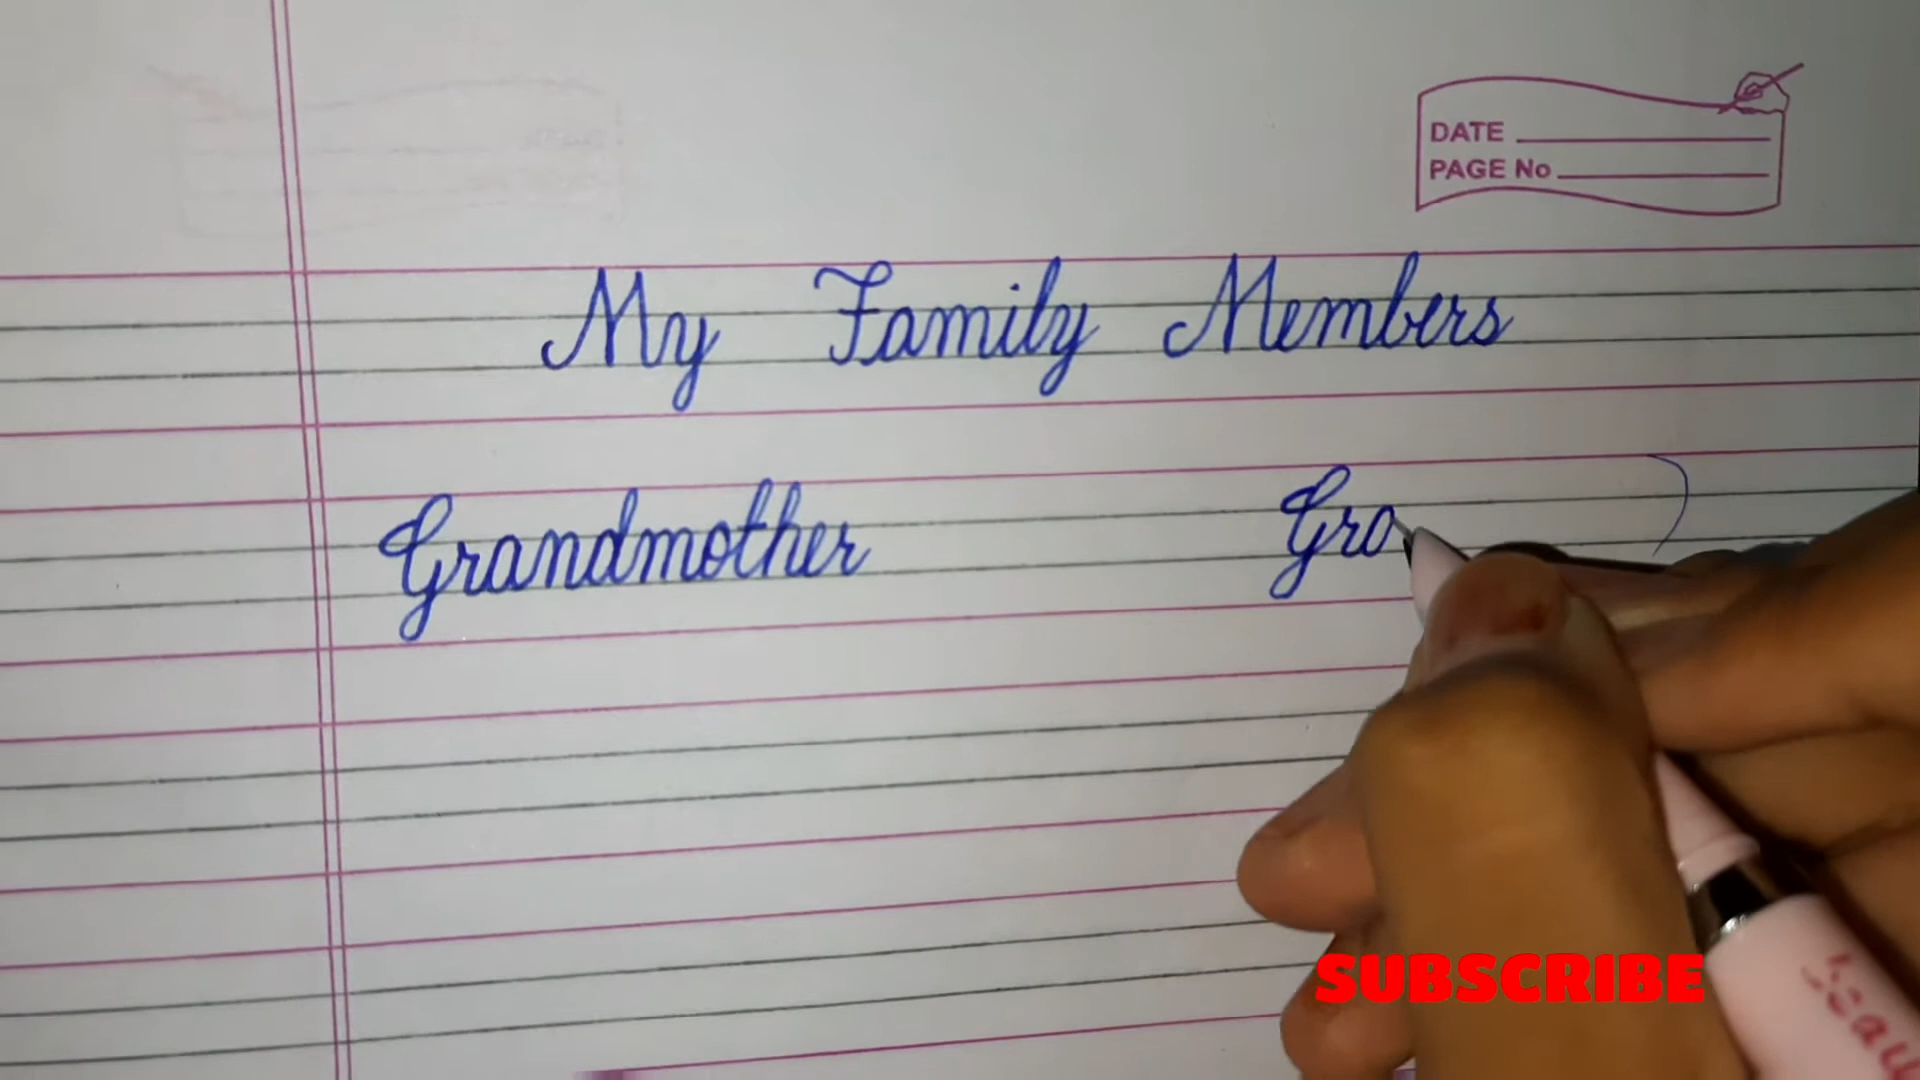 DATE
PAGE No
My Family Members
Grandmother Gra
SUBSCRIBE